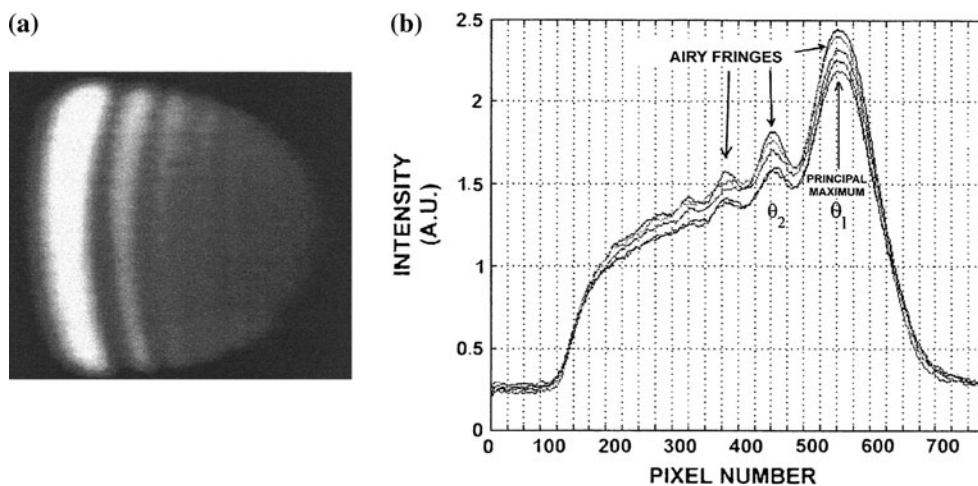 (a)
(b)
2.5
2
1.5
1
0.5
0
INTENSITY
(A.U.)
AIRY FRINGES
PRINCIPAL
MAXIMUM
θ2
θ1
0 100 200 300 400 500 600 700
PIXEL NUMBER